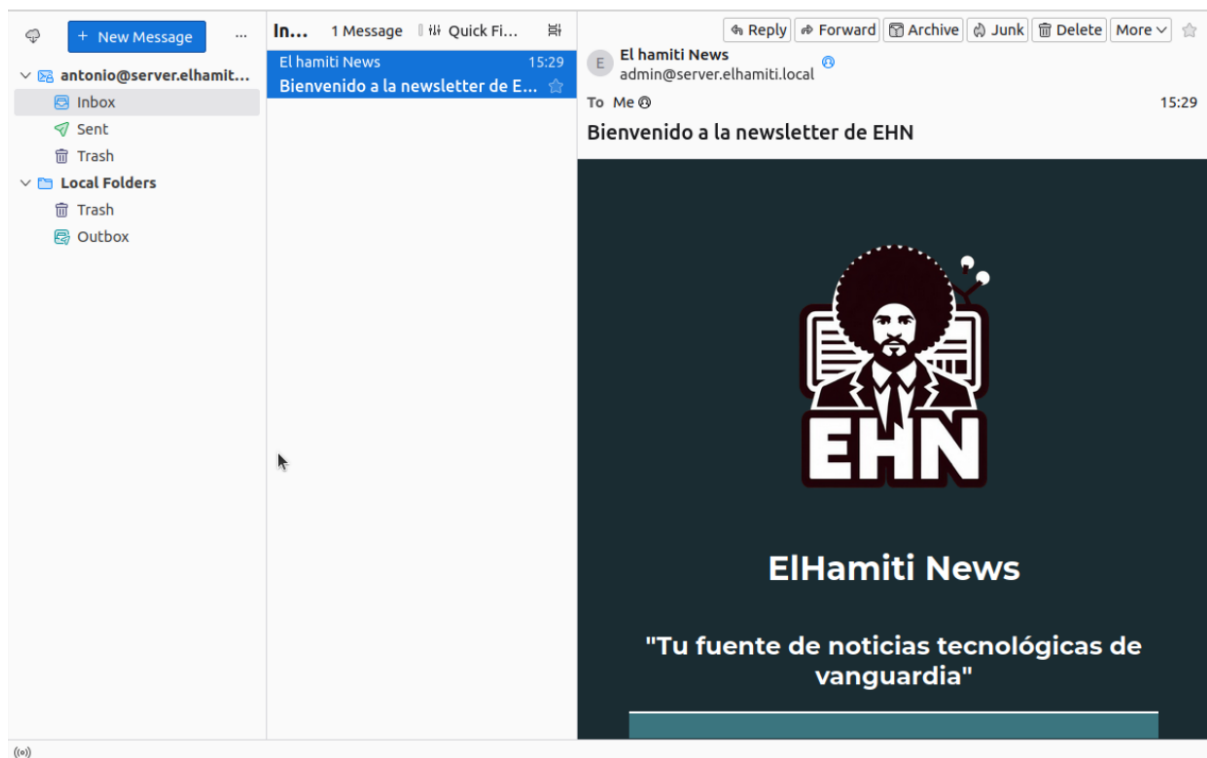 + New Message
antonio@server.elhamit...
Inbox
Sent
Trash
Local Folders
Trash
Outbox
In... 1 Message Quick Fi...
El hamiti News 15:29
Bienvenido a la newsletter de E...
Reply Forward Archive Junk Delete More
E
El hamiti News
admin@server.elhamiti.local
To Me 15:29
Bienvenido a la newsletter de EHN
EHN
ElHamiti News
"Tu fuente de noticias tecnológicas de
vanguardia"